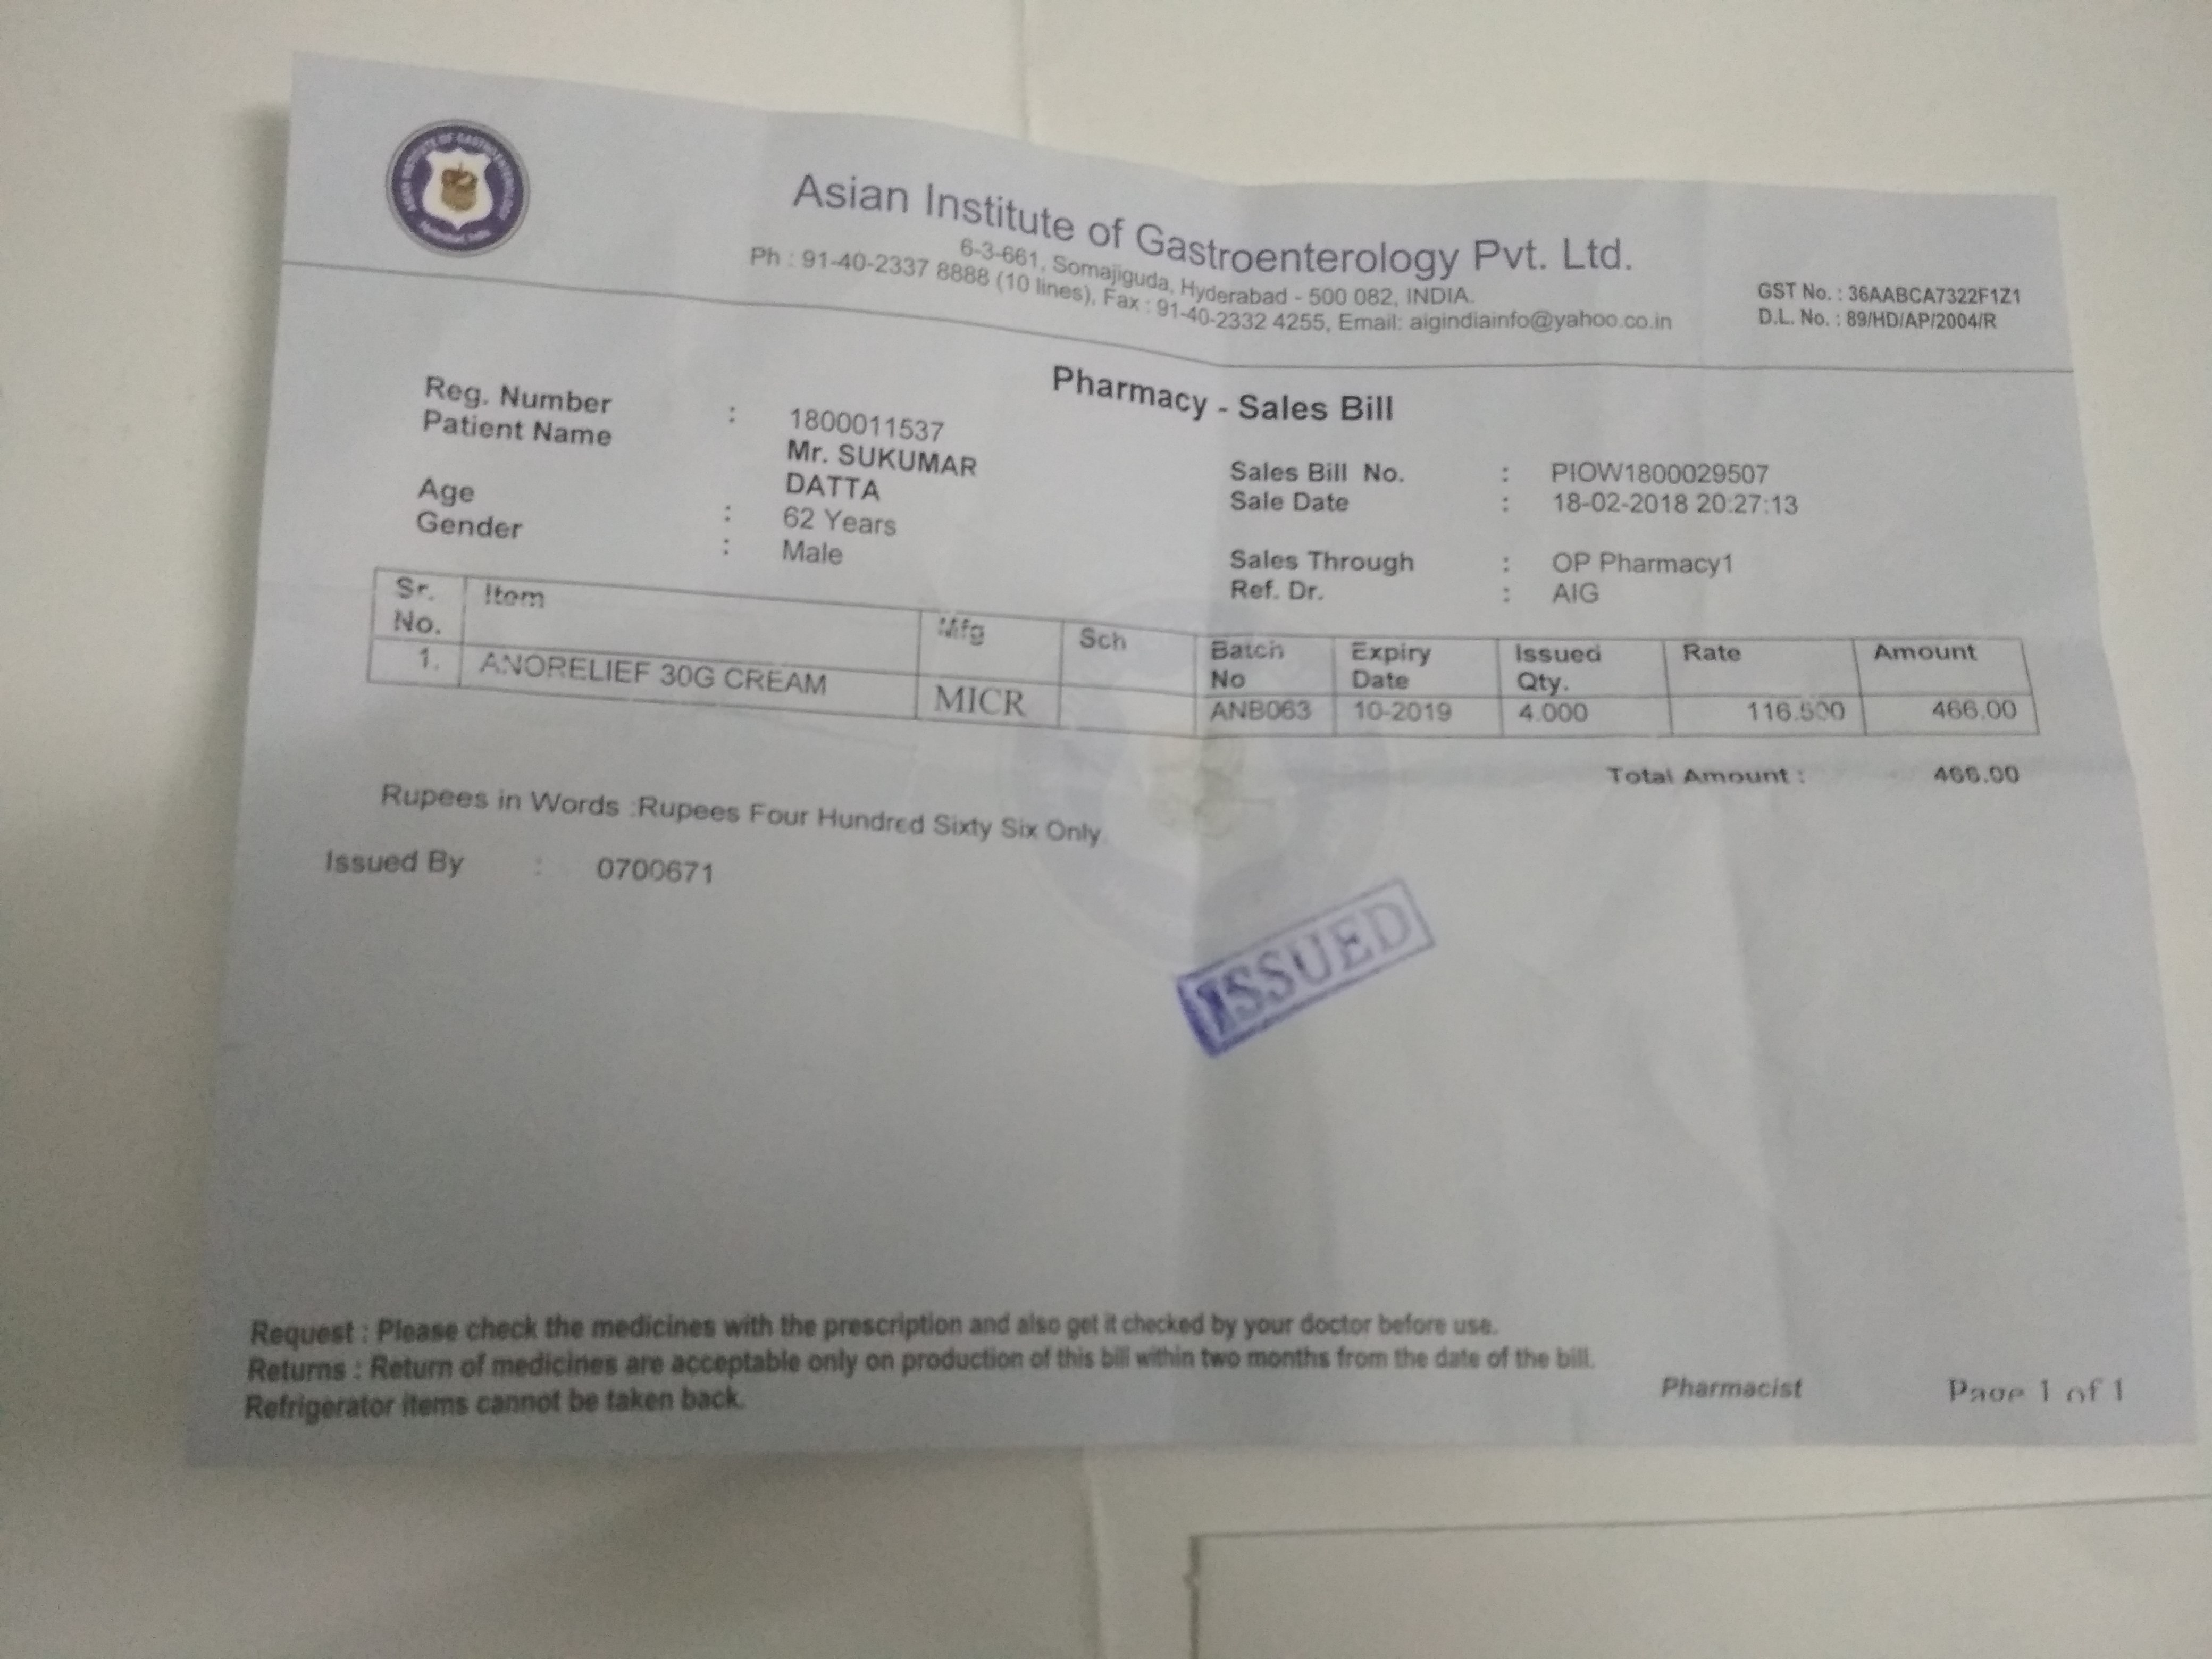 ASIAN INSTITUTE OF GASTROENTEROLOGY
Hyderabad, India
Asian Institute of Gastroenterology Pvt. Ltd.
6-3-661, Somajiguda, Hyderabad - 500 082, INDIA.
Ph : 91-40-2337 8888 (10 lines), Fax : 91-40-2332 4255, Email: aigindiainfo@yahoo.co.in
GST No. : 36AABCA7322F1Z1
D.L. No. : 89/HD/AP/2004/R
Pharmacy - Sales Bill
Reg. Number : 1800011537
Patient Name Mr. SUKUMAR
DATTA
Age : 62 Years
Gender : Male
Sales Bill No. : PIOW1800029507
Sale Date : 18-02-2018 20:27:13
Sales Through : OP Pharmacy1
Ref. Dr. : AIG
Sr. No. Item Mfg Sch Batch No Expiry Date Issued Qty. Rate Amount
1. ANORELIEF 30G CREAM MICR ANB063 10-2019 4.000 116.500 466.00
Total Amount : 466.00
Rupees in Words :Rupees Four Hundred Sixty Six Only
Issued By : 0700671
ISSUED
Request : Please check the medicines with the prescription and also get it checked by your doctor before use.
Returns : Return of medicines are acceptable only on production of this bill within two months from the date of the bill.
Refrigerator items cannot be taken back.
Pharmacist
Page 1 of 1